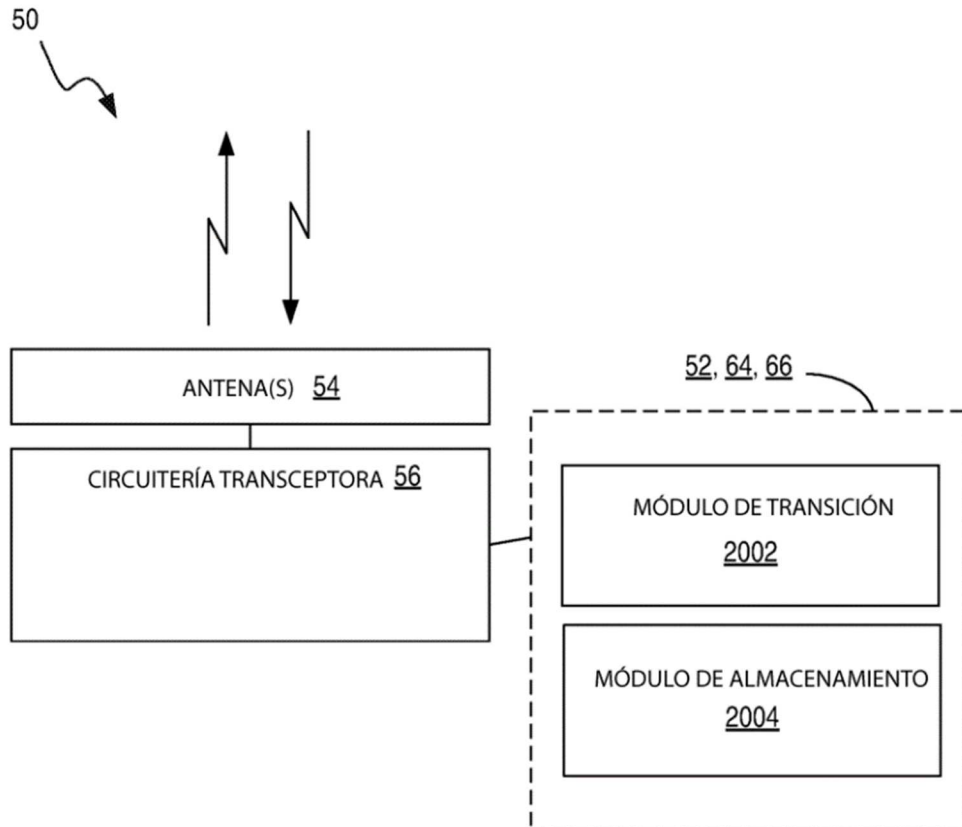 50
ANTENA(S) 54
52, 64, 66
CIRCUITERÍA TRANSCEPTORA 56
MÓDULO DE TRANSICIÓN
2002
MÓDULO DE ALMACENAMIENTO
2004